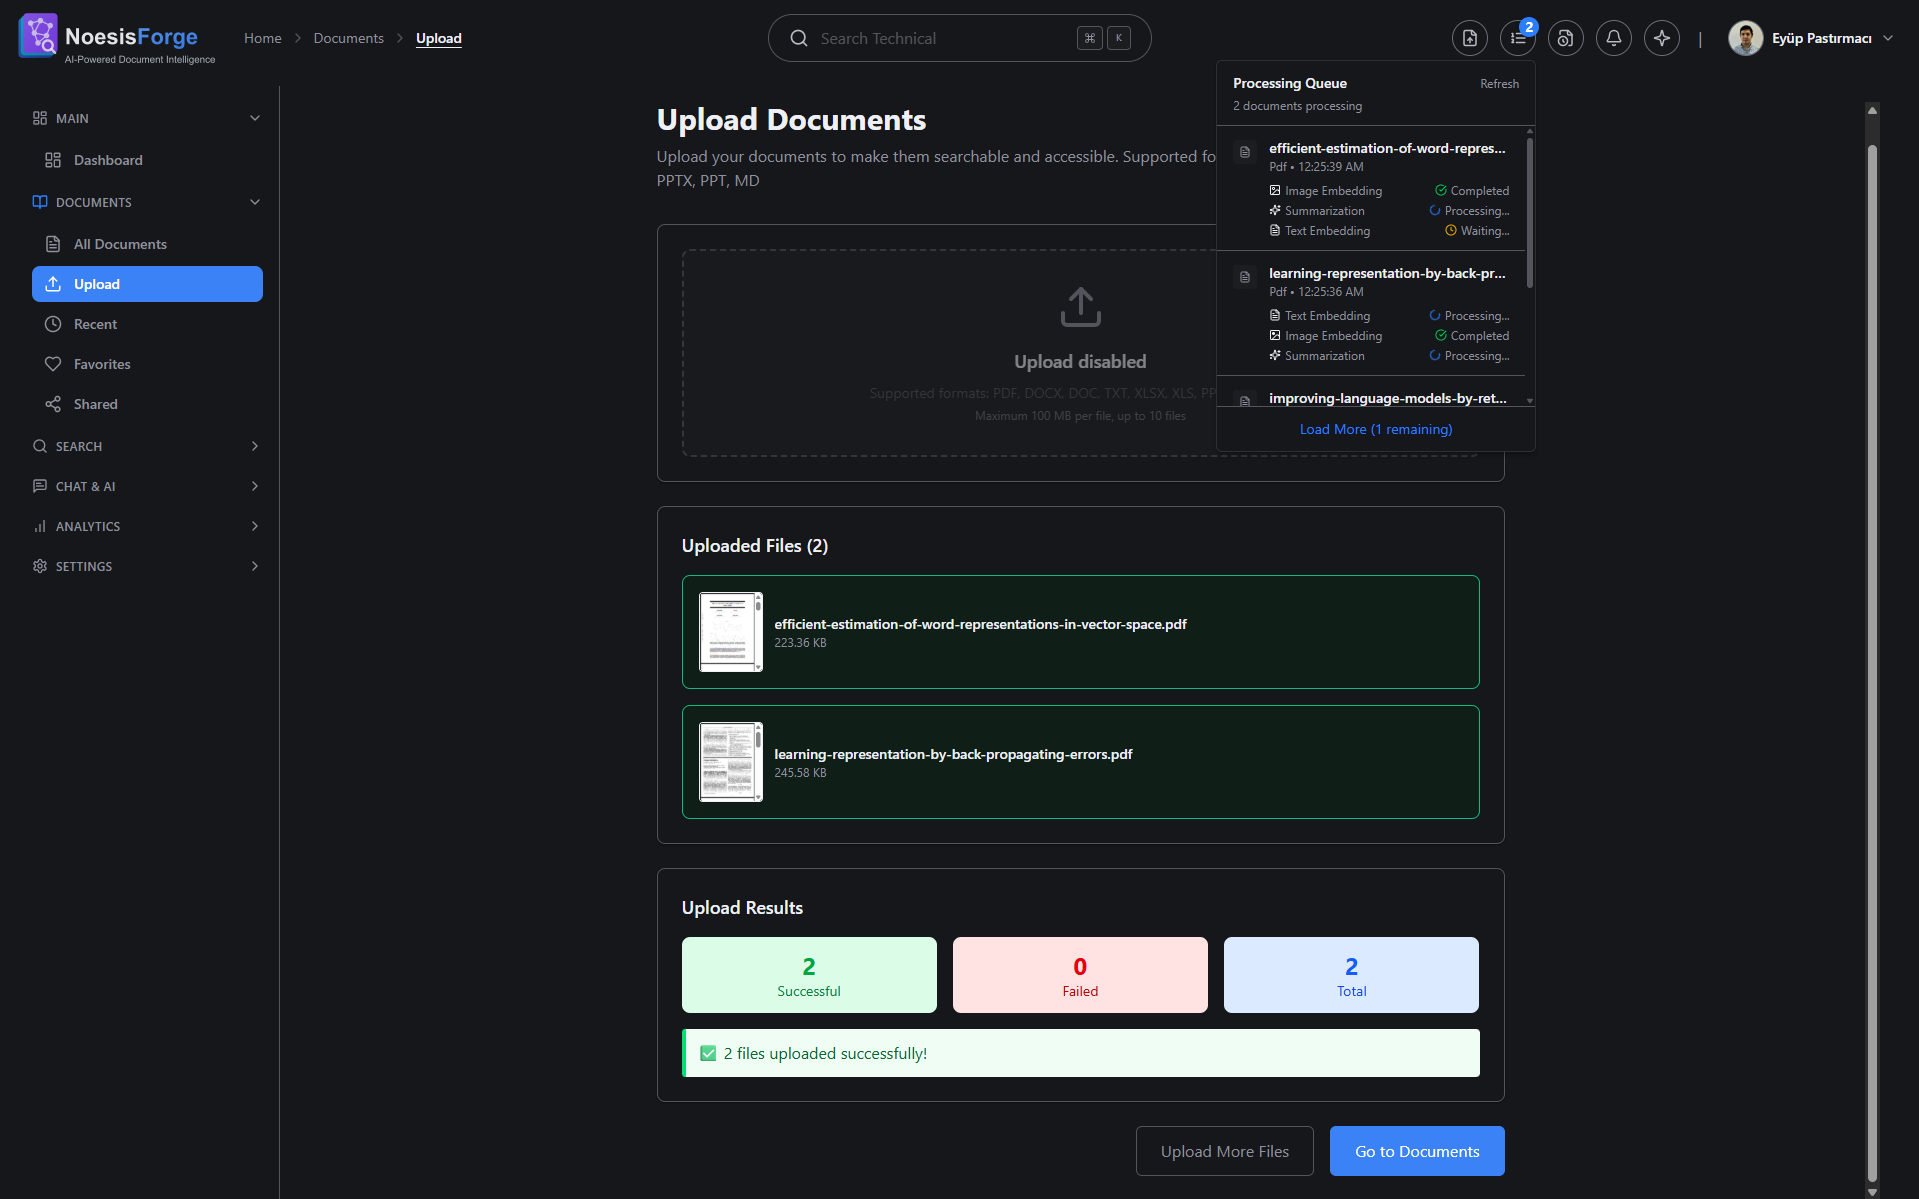 NoesisForge
AI-Powered Document Intelligence
Home
Documents
Upload
Search Technical
⌘
K
2
|
Eyüp Pastırmacı
MAIN
Dashboard
DOCUMENTS
All Documents
Upload
Recent
Favorites
Shared
SEARCH
CHAT & AI
ANALYTICS
SETTINGS
Upload Documents
Upload your documents to make them searchable and accessible. Supported fo
PPTX, PPT, MD
Upload disabled
Supported formats: PDF, DOCX, DOC, TXT, XLSX, XLS, PP
Maximum 100 MB per file, up to 10 files
Processing Queue
Refresh
2 documents processing
efficient-estimation-of-word-repres...
Pdf • 12:25:39 AM
Image Embedding
Completed
Summarization
Processing...
Text Embedding
Waiting...
learning-representation-by-back-pr...
Pdf • 12:25:36 AM
Text Embedding
Processing...
Image Embedding
Completed
Summarization
Processing...
improving-language-models-by-ret...
Load More (1 remaining)
Uploaded Files (2)
efficient-estimation-of-word-representations-in-vector-space.pdf
223.36 KB
learning-representation-by-back-propagating-errors.pdf
245.58 KB
Upload Results
2
Successful
0
Failed
2
Total
✅ 2 files uploaded successfully!
Upload More Files
Go to Documents